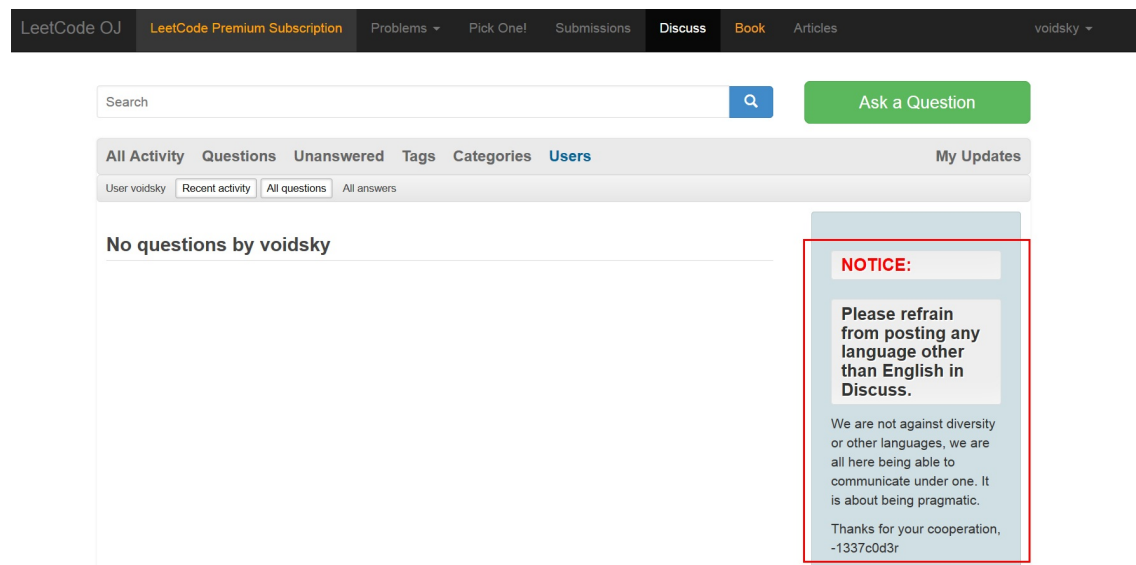 LeetCode OJ LeetCode Premium Subscription Problems Pick One! Submissions Discuss Book Articles voidsky
Search Ask a Question
All Activity Questions Unanswered Tags Categories Users My Updates
User voidsky Recent activity All questions All answers
No questions by voidsky
NOTICE:
Please refrain
from posting any
language other
than English in
Discuss.
We are not against diversity
or other languages, we are
all here being able to
communicate under one. It
is about being pragmatic.
Thanks for your cooperation,
-1337c0d3r